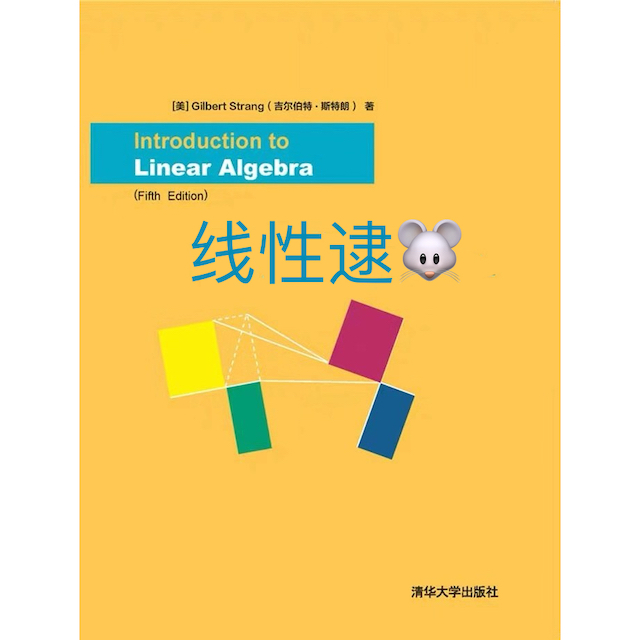 [美] Gilbert Strang（吉尔伯特·斯特朗） 著
Introduction to
Linear Algebra
(Fifth Edition)
线性逮🐭
清华大学出版社